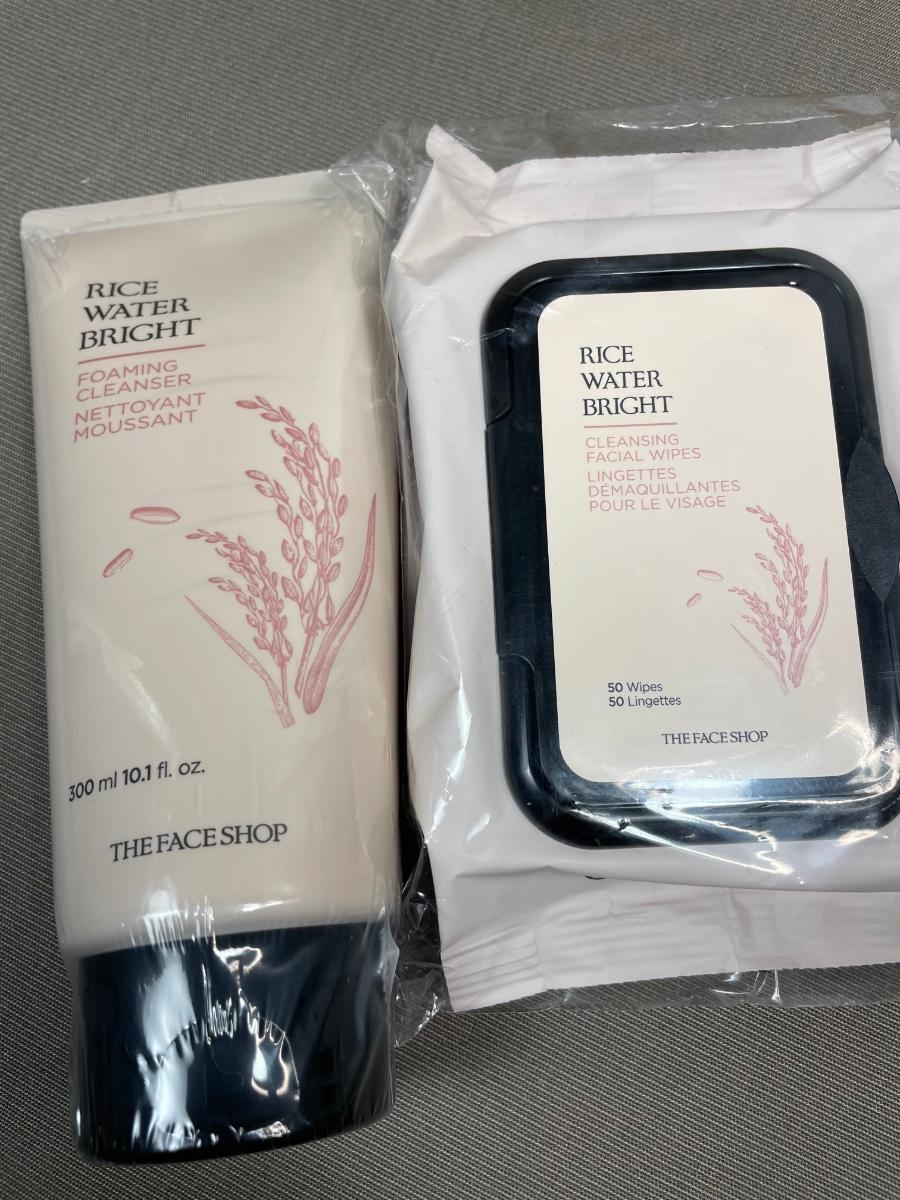 RICE
WATER
BRIGHT
FOAMING
CLEANSER
NETTOYANT
MOUSSANT
300 ml 10.1 fl. oz.
THE FACE SHOP
RICE
WATER
BRIGHT
CLEANSING
FACIAL WIPES
LINGETTES
DÉMAQUILLANTES
POUR LE VISAGE
50 Wipes
50 Lingettes
THE FACE SHOP